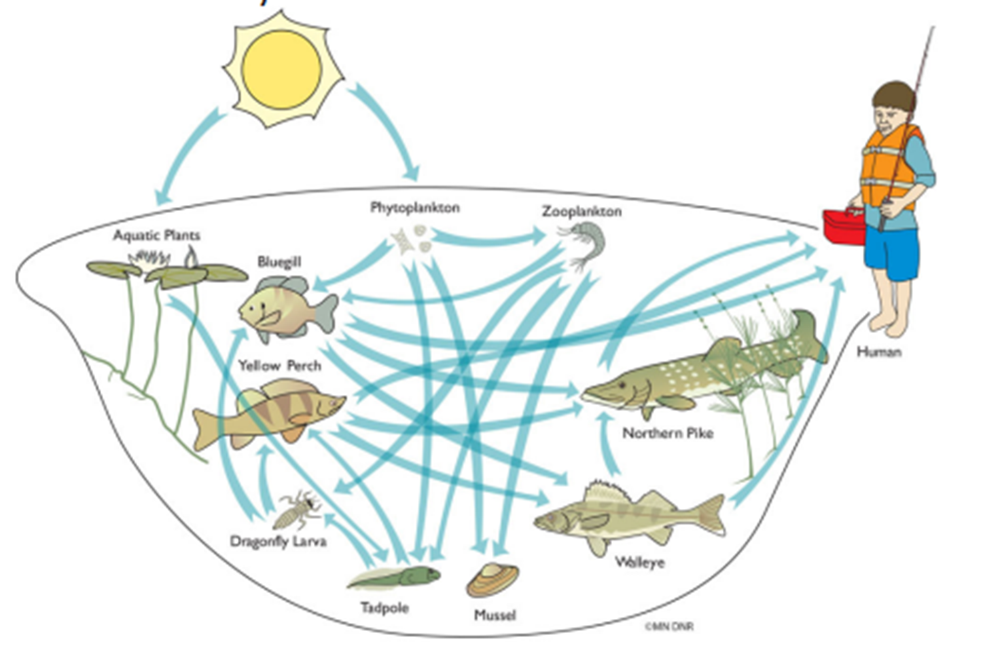 Phytoplankton
Zooplankton
Aquatic Plants
Bluegill
Human
Yellow Perch
Northern Pike
Dragonfly Larva
Walleye
Tadpole
Mussel
©MN DNR